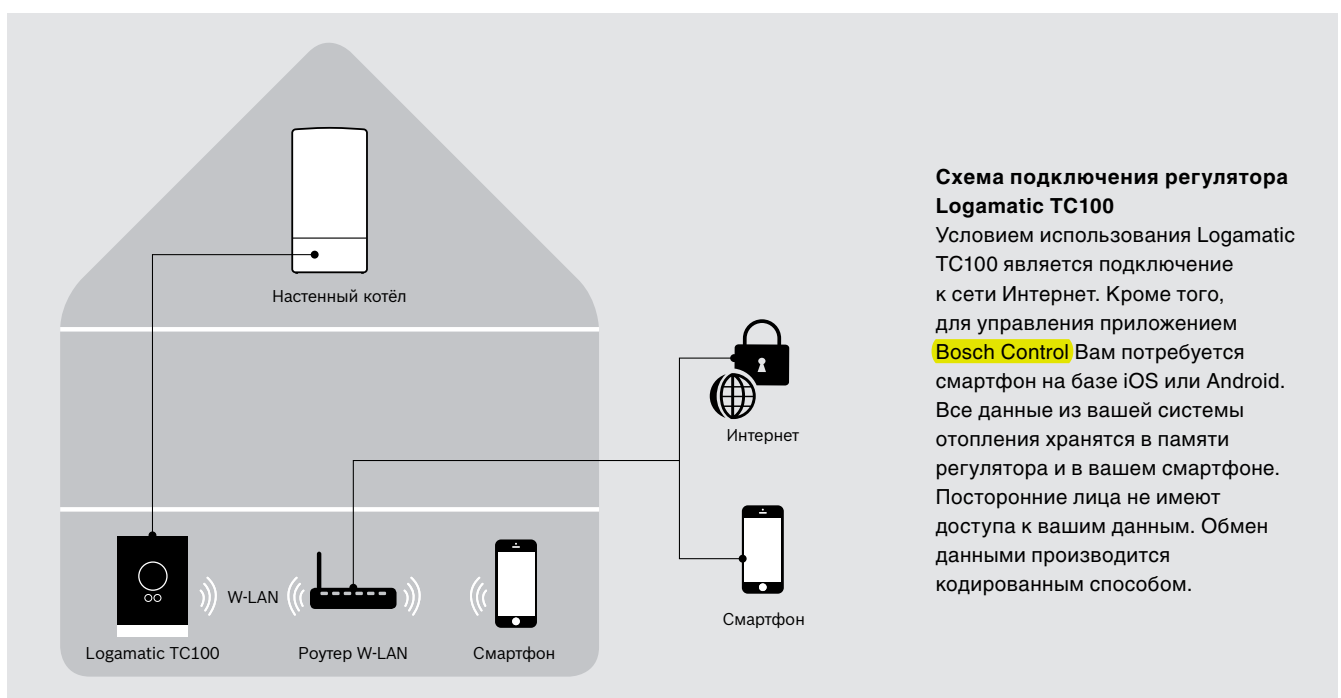 Настенный котёл
Интернет
Смартфон
W-LAN
Logamatic TC100
Роутер W-LAN
Смартфон
Схема подключения регулятора
Logamatic TC100
Условием использования Logamatic
TC100 является подключение
к сети Интернет. Кроме того,
для управления приложением
Bosch Control Вам потребуется
смартфон на базе iOS или Android.
Все данные из вашей системы
отопления хранятся в памяти
регулятора и в вашем смартфоне.
Посторонние лица не имеют
доступа к вашим данным. Обмен
данными производится
кодированным способом.